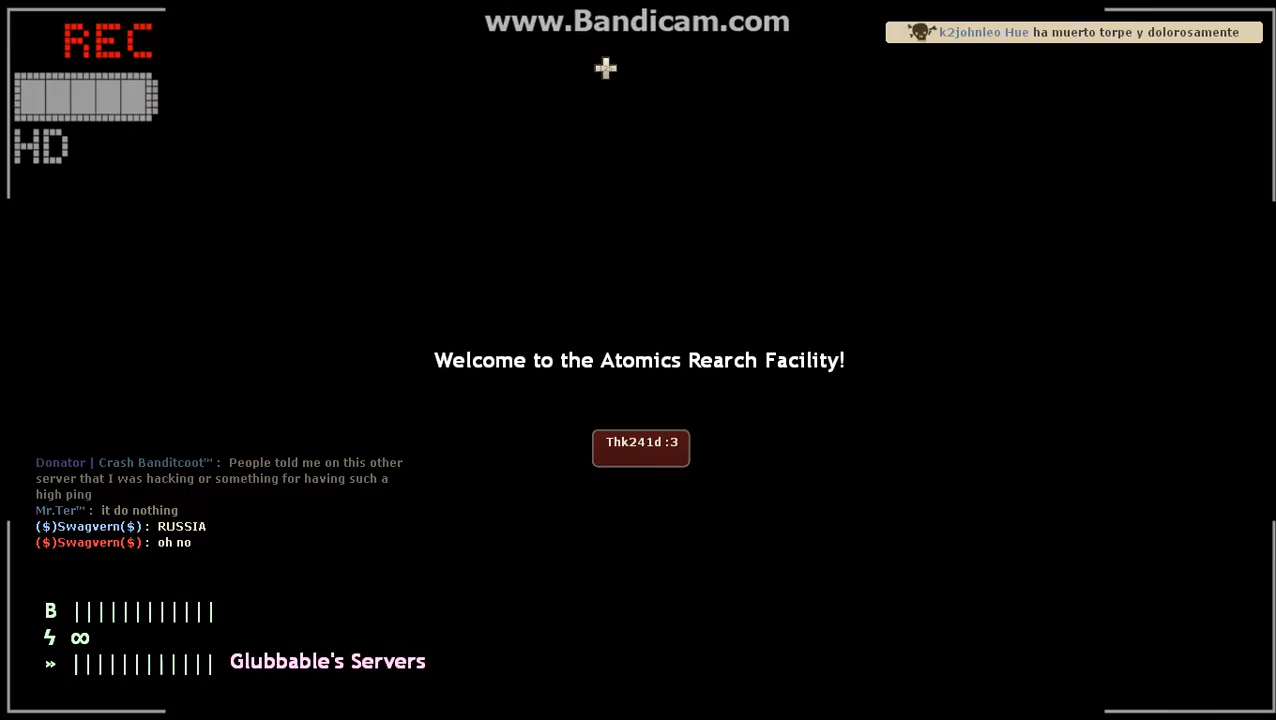 www.Bandicam.com
REC
k2johnleo Hue ha muerto torpe y dolorosamente
HD
Welcome to the Atomics Rearch Facility!
Thk241d :3
Donator | Crash Banditcoot™ : People told me on this other
server that I was hacking or something for having such a
high ping
Mr.Ter™ : it do nothing
($)Swagvern($) : RUSSIA
($)Swagvern($) : oh no
B ||||||||||||
ϟ ∞
» |||||||||||| Glubbable's Servers